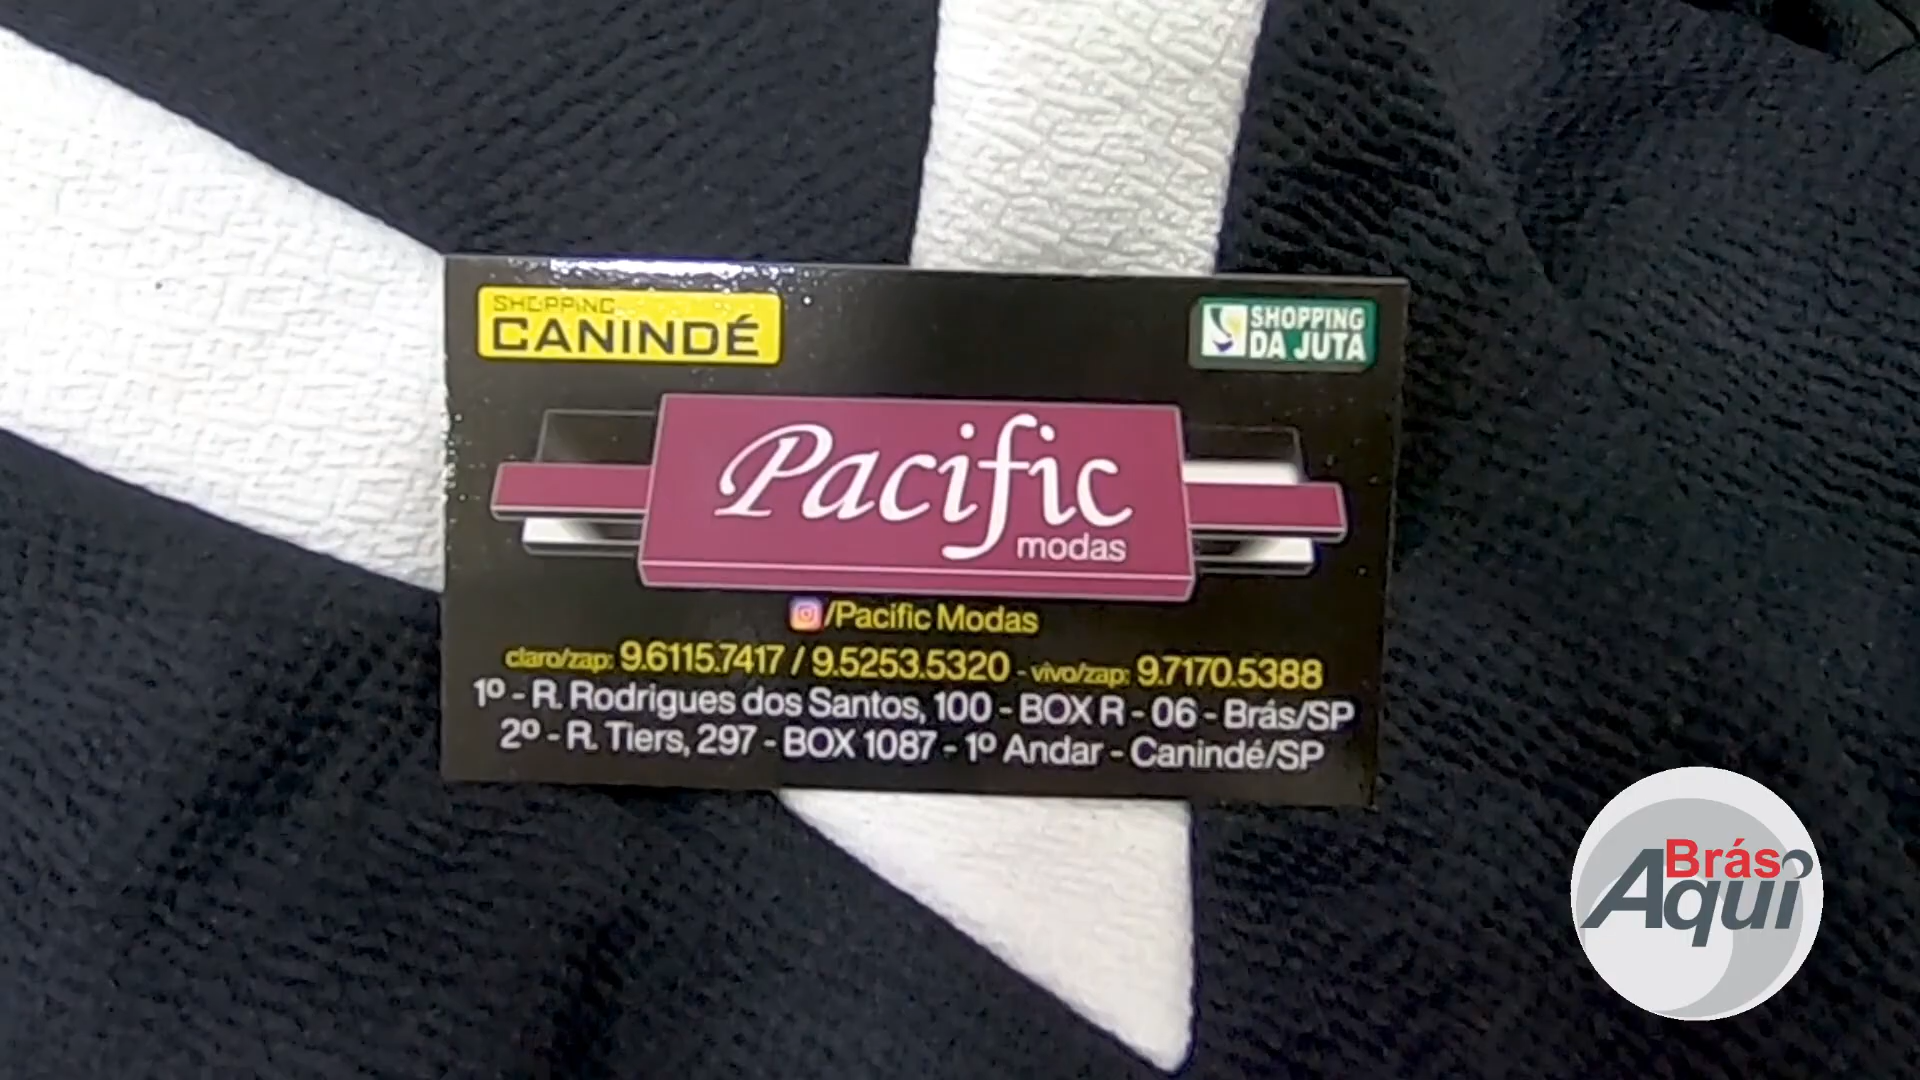 SHOPPING
CANINDÉ
SHOPPING
DA JUTA
Pacific
modas
/Pacific Modas
claro/zap: 9.6115.7417 / 9.5253.5320 - vivo/zap: 9.7170.5388
1º - R. Rodrigues dos Santos, 100 - BOX R - 06 - Brás/SP
2º - R. Tiers, 297 - BOX 1087 - 1º Andar - Canindé/SP
Brás
Aqui